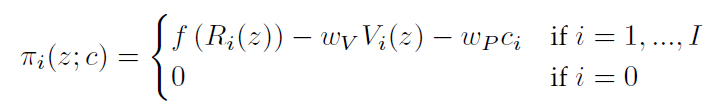 π_i(z; c) = { f (R_i(z)) − w_V V_i(z) − w_P c_i if i = 1, ..., I
0 if i = 0